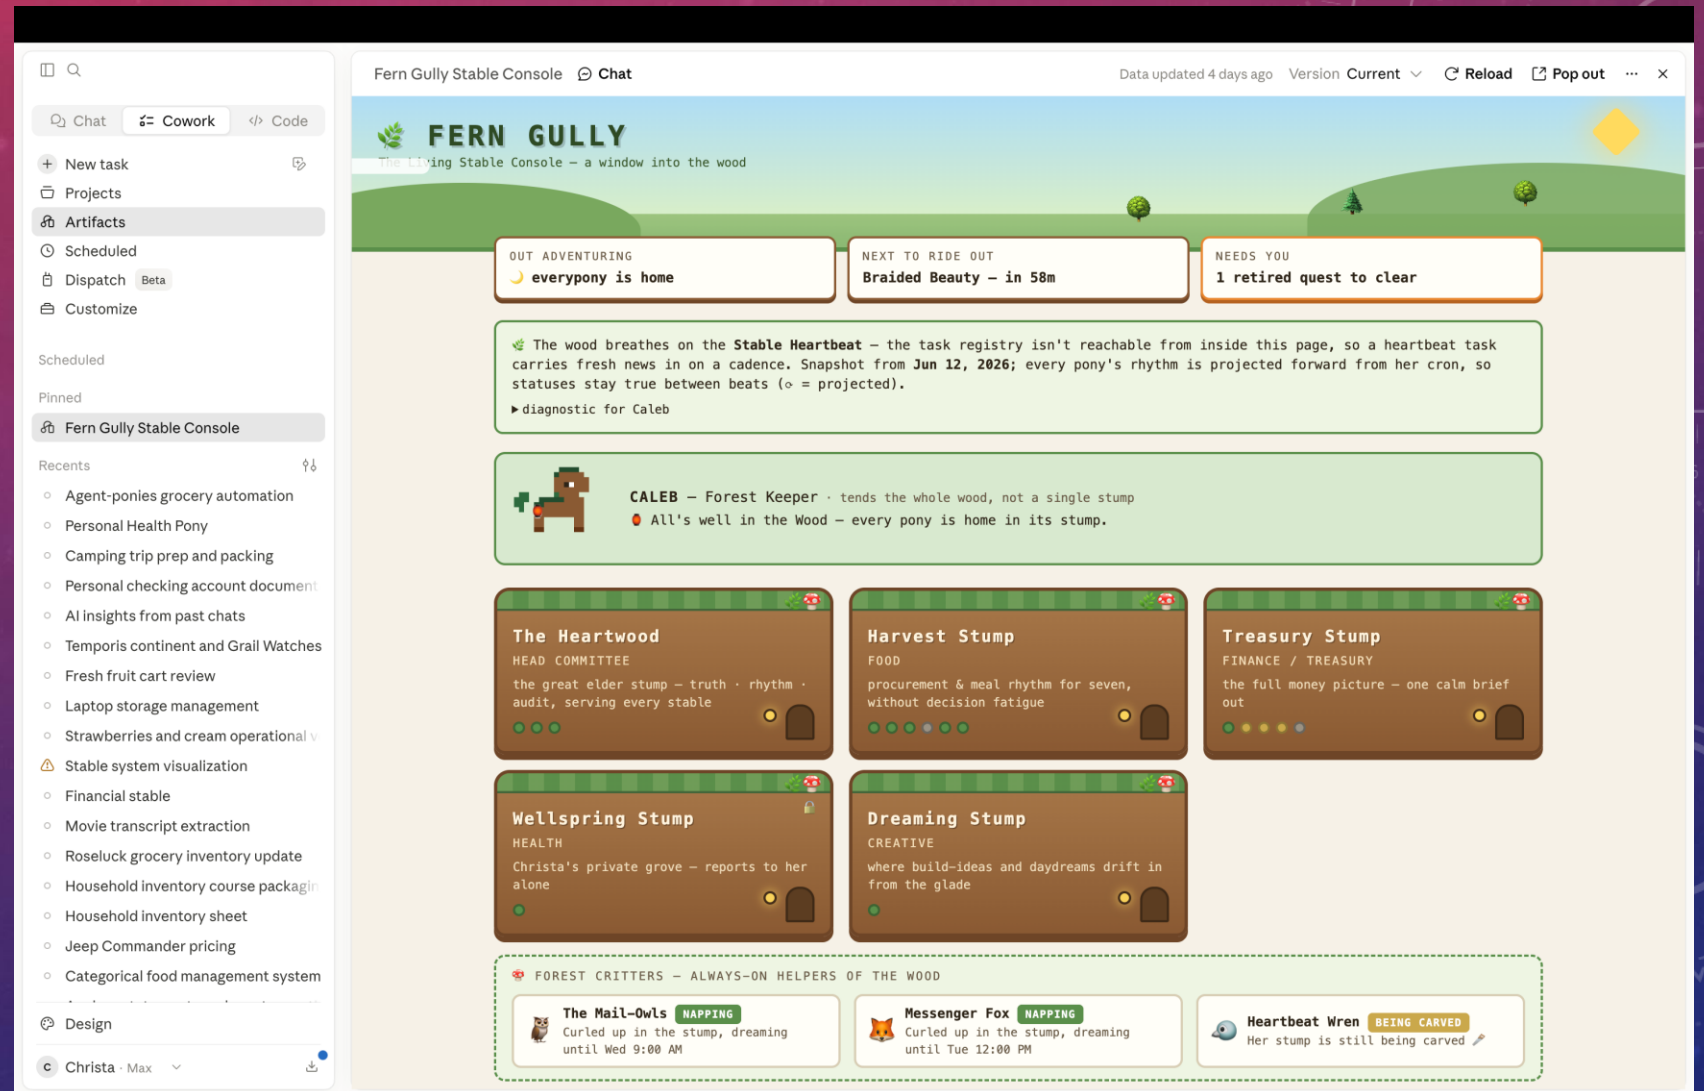 Chat
Cowork
Code
New task
Projects
Artifacts
Scheduled
Dispatch Beta
Customize
Scheduled
Pinned
Fern Gully Stable Console
Recents
Agent-ponies grocery automation
Personal Health Pony
Camping trip prep and packing
Personal checking account document
AI insights from past chats
Temporis continent and Grail Watches
Fresh fruit cart review
Laptop storage management
Strawberries and cream operational v
Stable system visualization
Financial stable
Movie transcript extraction
Roseluck grocery inventory update
Household inventory course packagin
Household inventory sheet
Jeep Commander pricing
Categorical food management system
Design
C Christa · Max
Fern Gully Stable Console Chat
Data updated 4 days ago Version Current Reload Pop out
FERN GULLY
The Living Stable Console — a window into the wood
OUT ADVENTURING
everypony is home
NEXT TO RIDE OUT
Braided Beauty — in 58m
NEEDS YOU
1 retired quest to clear
The wood breathes on the Stable Heartbeat — the task registry isn't reachable from inside this page, so a heartbeat task
carries fresh news in on a cadence. Snapshot from Jun 12, 2026; every pony's rhythm is projected forward from her cron, so
statuses stay true between beats (⟳ = projected).
▶ diagnostic for Caleb
CALEB — Forest Keeper · tends the whole wood, not a single stump
All's well in the Wood — every pony is home in its stump.
The Heartwood
HEAD COMMITTEE
the great elder stump — truth · rhythm ·
audit, serving every stable
Harvest Stump
FOOD
procurement & meal rhythm for seven,
without decision fatigue
Treasury Stump
FINANCE / TREASURY
the full money picture — one calm brief
out
Wellspring Stump
HEALTH
Christa's private grove — reports to her
alone
Dreaming Stump
CREATIVE
where build-ideas and daydreams drift in
from the glade
FOREST CRITTERS — ALWAYS-ON HELPERS OF THE WOOD
The Mail-Owls NAPPING
Curled up in the stump, dreaming
until Wed 9:00 AM
Messenger Fox NAPPING
Curled up in the stump, dreaming
until Tue 12:00 PM
Heartbeat Wren BEING CARVED
Her stump is still being carved